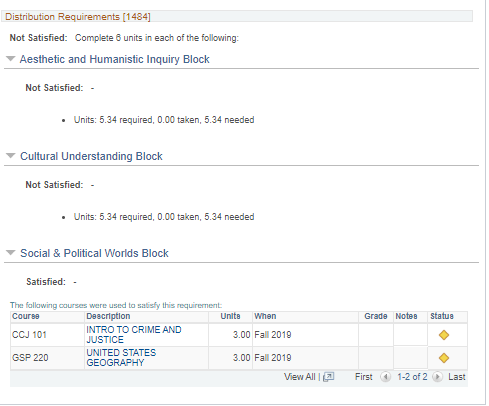 Distribution Requirements [1484]
Not Satisfied: Complete 6 units in each of the following:
Aesthetic and Humanistic Inquiry Block
Not Satisfied: -
• Units: 5.34 required, 0.00 taken, 5.34 needed
Cultural Understanding Block
Not Satisfied: -
• Units: 5.34 required, 0.00 taken, 5.34 needed
Social & Political Worlds Block
Satisfied: -
The following courses were used to satisfy this requirement:
Course Description Units When Grade Notes Status
CCJ 101 INTRO TO CRIME AND JUSTICE 3.00 Fall 2019
GSP 220 UNITED STATES GEOGRAPHY 3.00 Fall 2019
View All | First 1-2 of 2 Last